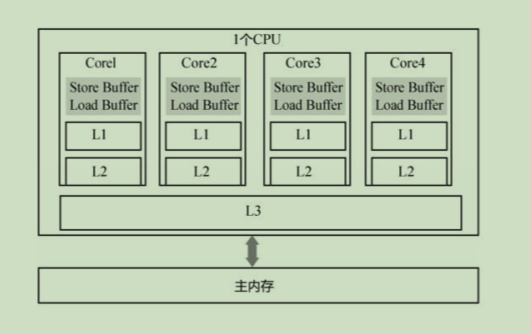 1个CPU
Core1 Core2 Core3 Core4
Store Buffer Store Buffer Store Buffer Store Buffer
Load Buffer Load Buffer Load Buffer Load Buffer
L1 L1 L1 L1
L2 L2 L2 L2
L3
主内存